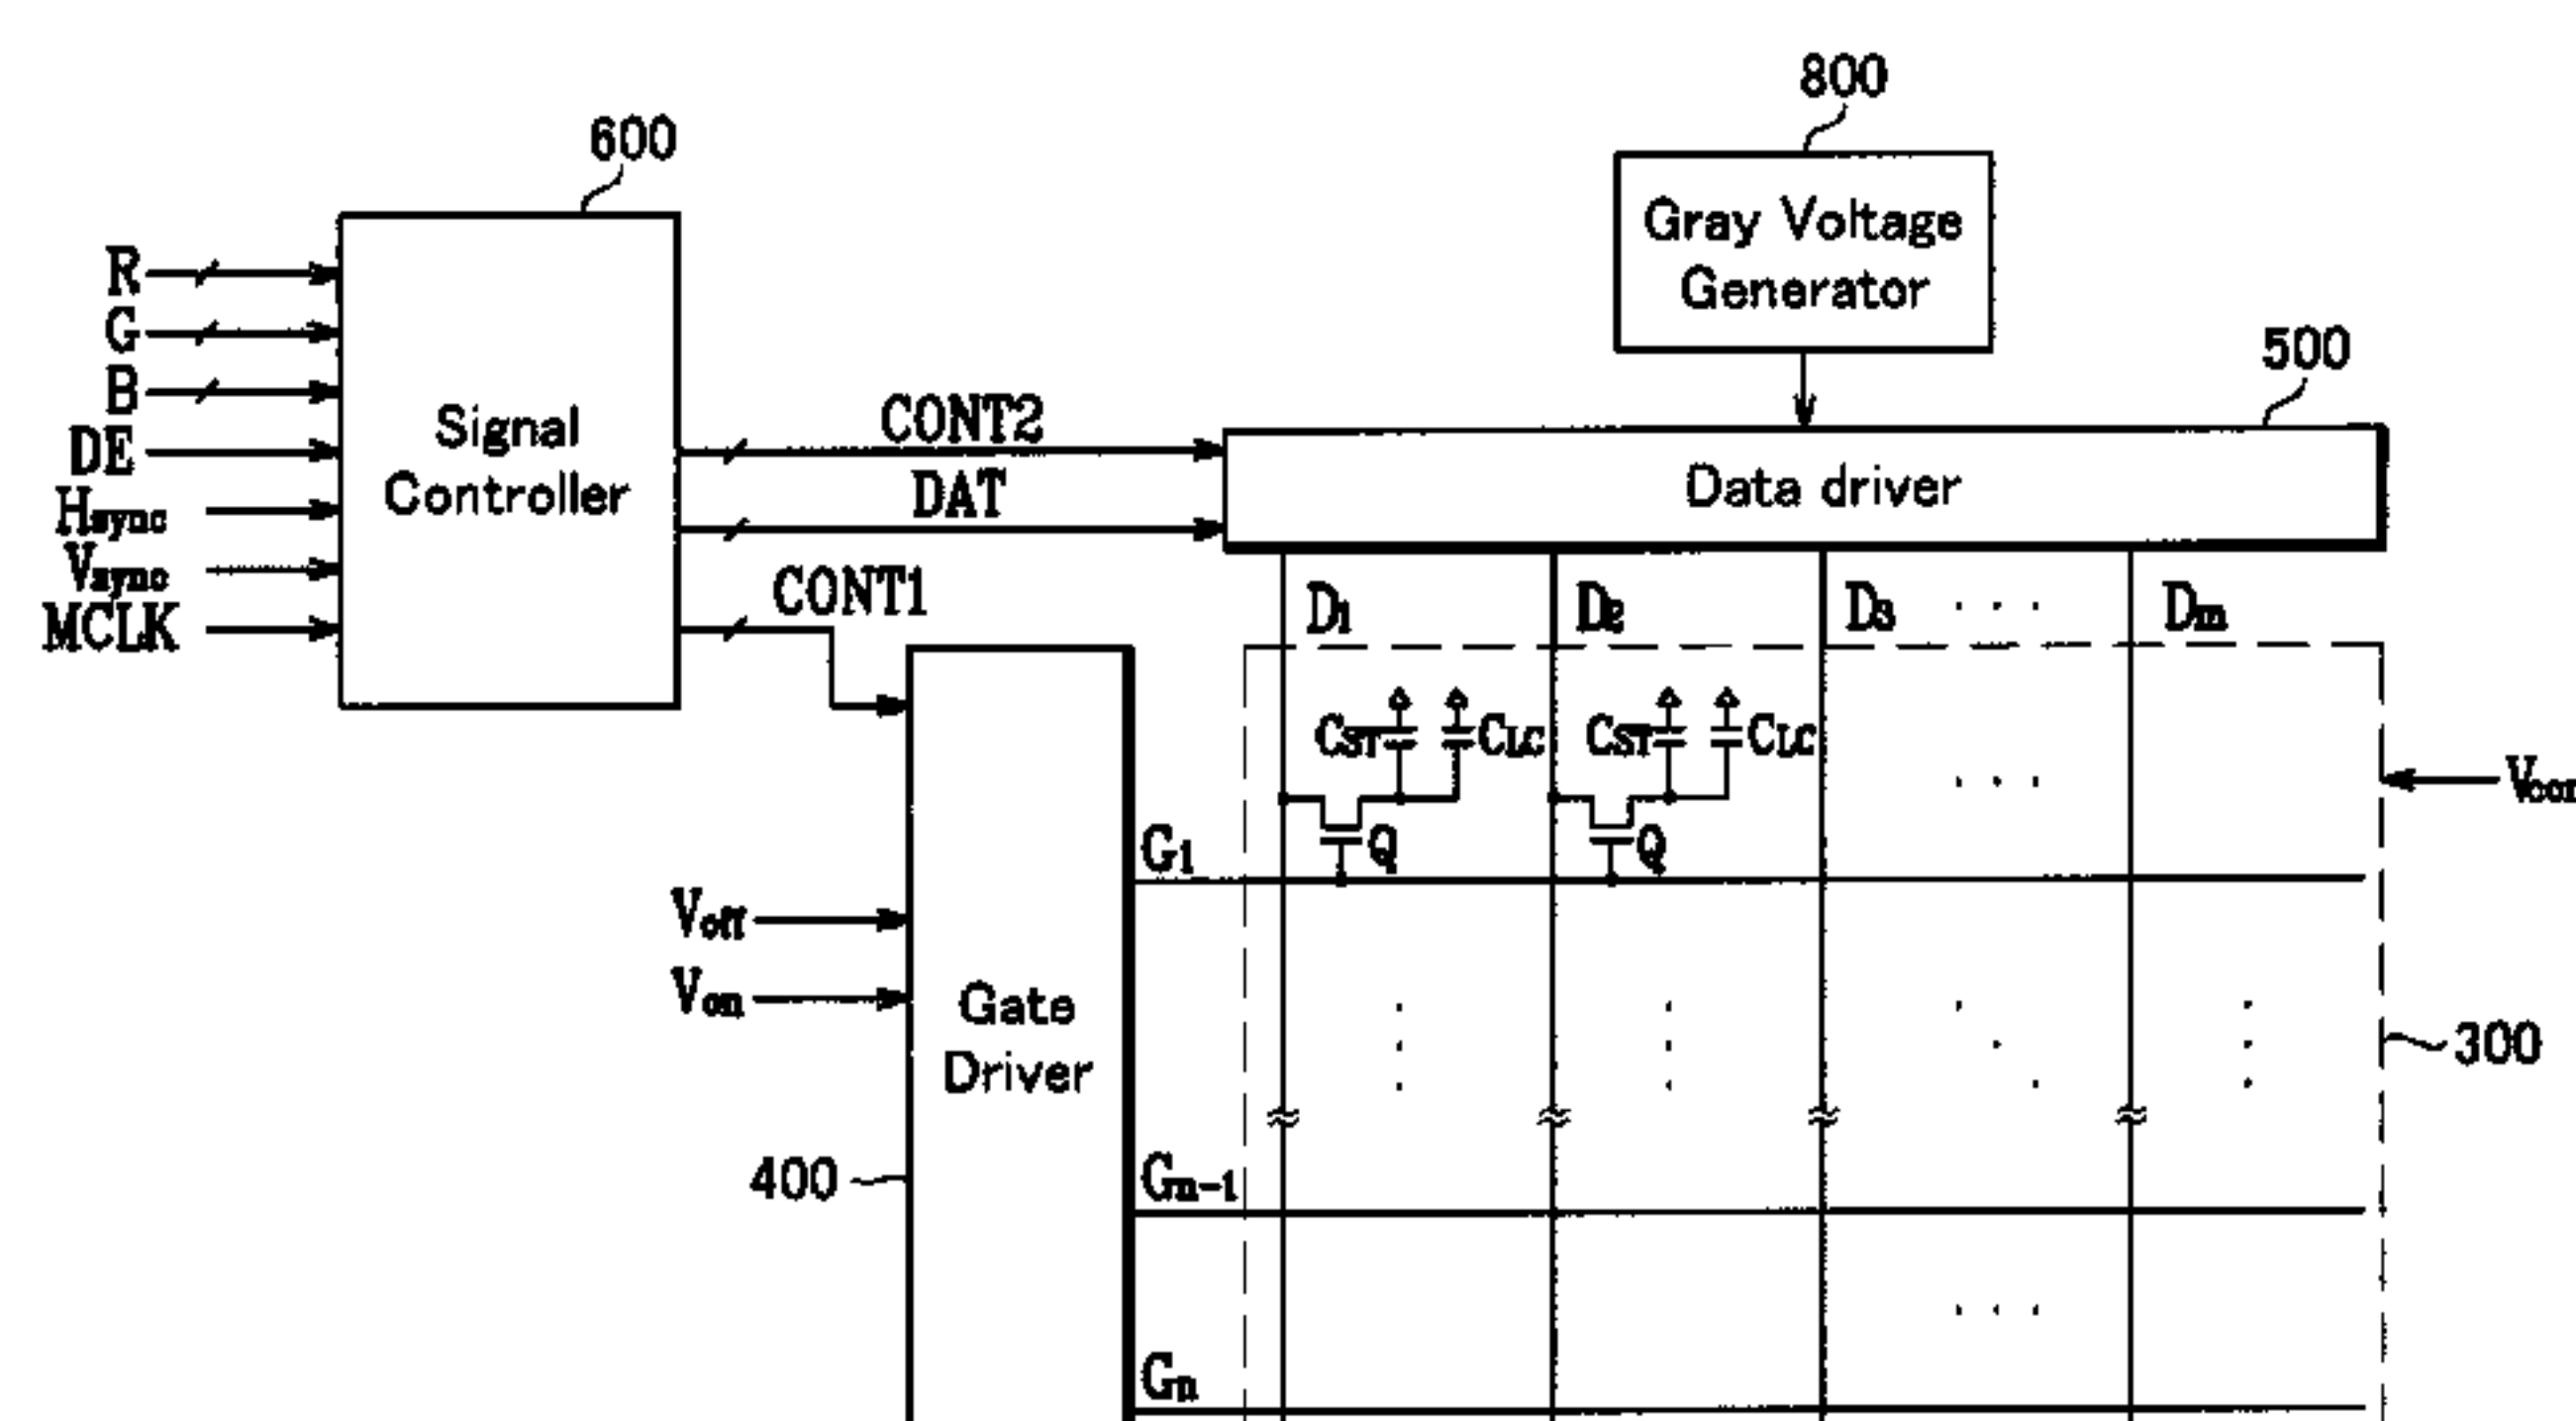 800
600
Gray Voltage
Generator
R
G
B
DE
Hsync
Vsync
MCLK
Signal
Controller
CONT2
DAT
CONT1
500
Data driver
D1
D2
D3
. . .
Dm
CST
CLC
CST
CLC
. . .
Q
Q
G1
Voff
Von
Gate
Driver
300
400
Gn-1
. . .
Gn